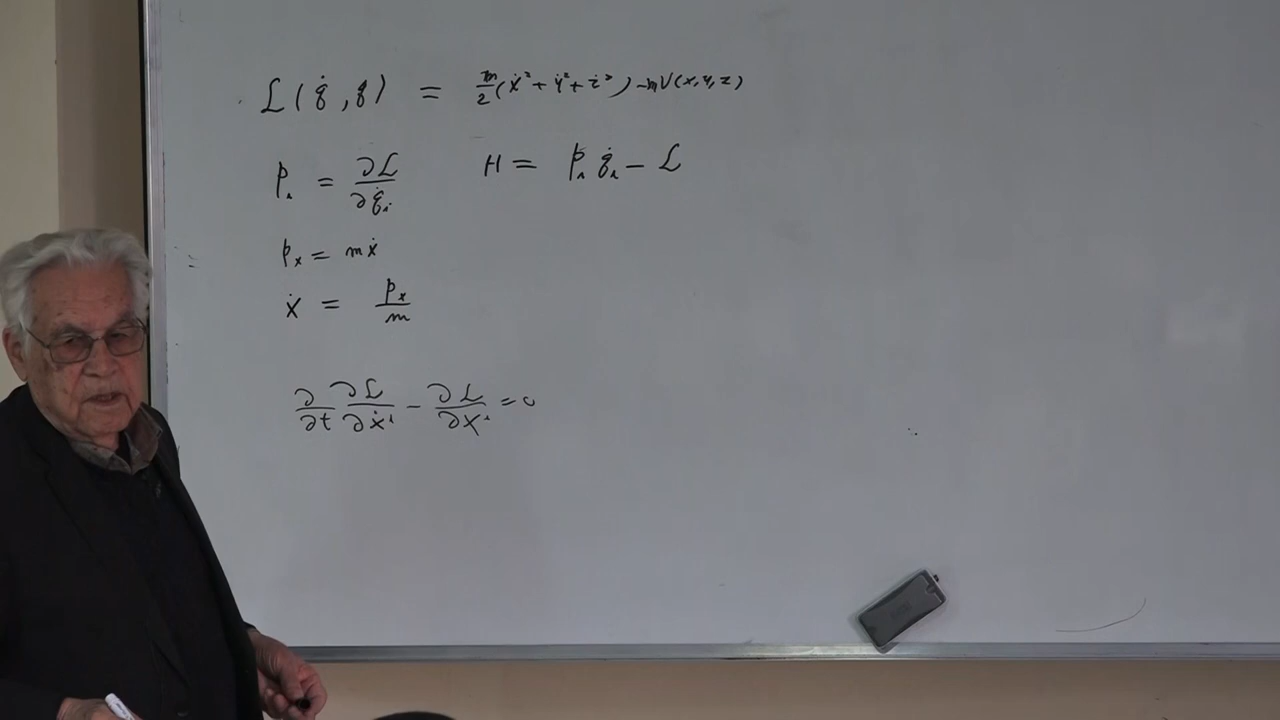 ℒ(q̇, q) = m/2 (ẋ² + ẏ² + ż²) - mV(x, y, z)
pᵢ = ∂ℒ/∂q̇ᵢ H = pᵢ q̇ᵢ - ℒ
pₓ = mẋ
ẋ = pₓ/m
∂/∂t ∂ℒ/∂ẋⁱ - ∂ℒ/∂xⁱ = 0